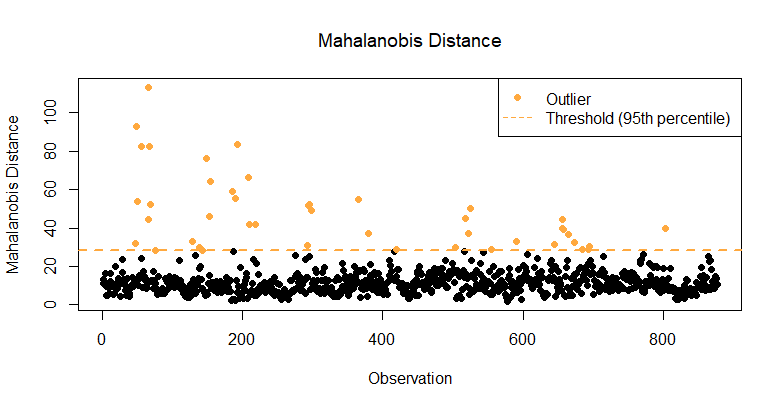 Mahalanobis Distance
Outlier
Threshold (95th percentile)
Mahalanobis Distance
100
80
60
40
20
0
0 200 400 600 800
Observation